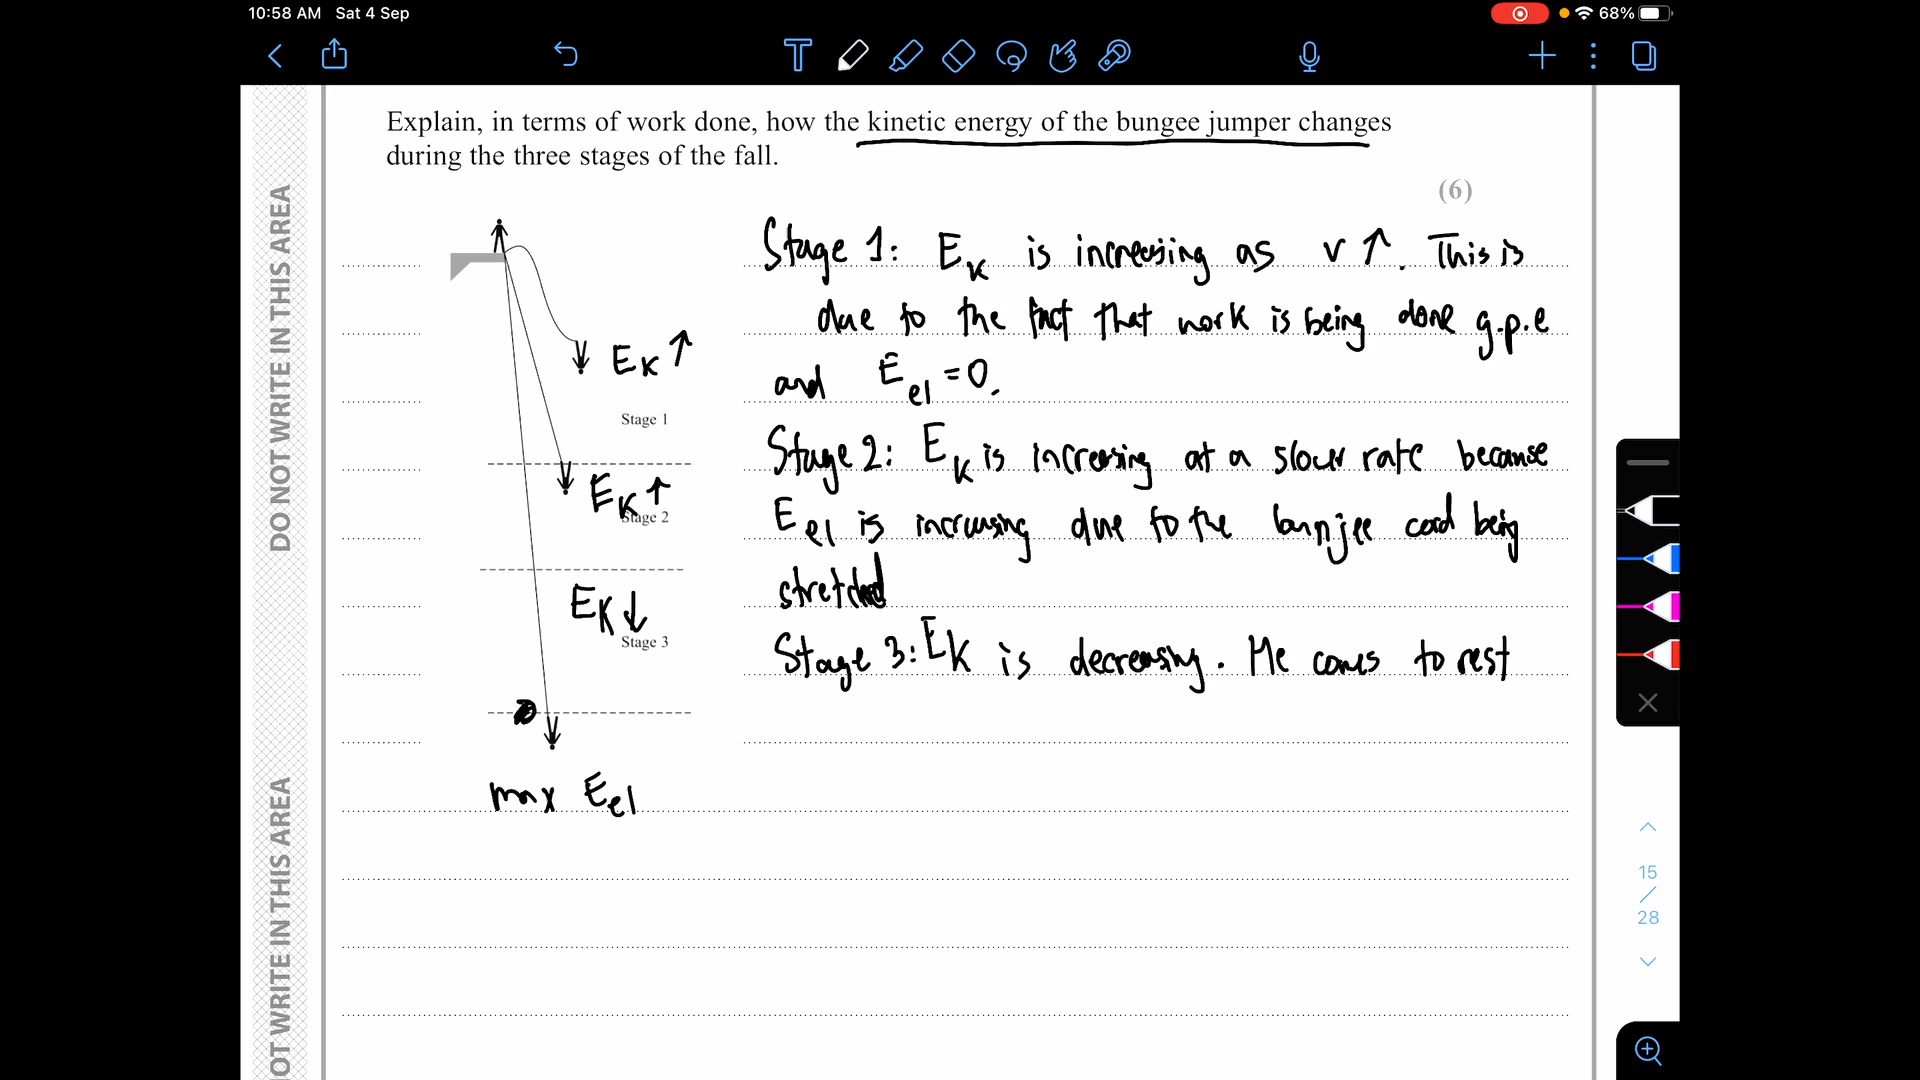 10:58 AM Sat 4 Sep
68%
T
DO NOT WRITE IN THIS AREA
Explain, in terms of work done, how the kinetic energy of the bungee jumper changes
during the three stages of the fall.
(6)
Stage 1: EK is increasing as v ↑. This is
due to the fact that work is being done g.p.e
and Eel = 0.
EK ↑
Stage 1
Stage 2: EK is increasing at a slower rate because
EK ↑
Stage 2
Eel is increasing due to the bunjee cord being
stretched
EK ↓
Stage 3
Stage 3: EK is decreasing. He comes to rest
max Eel
15
/
28
OT WRITE IN THIS AREA